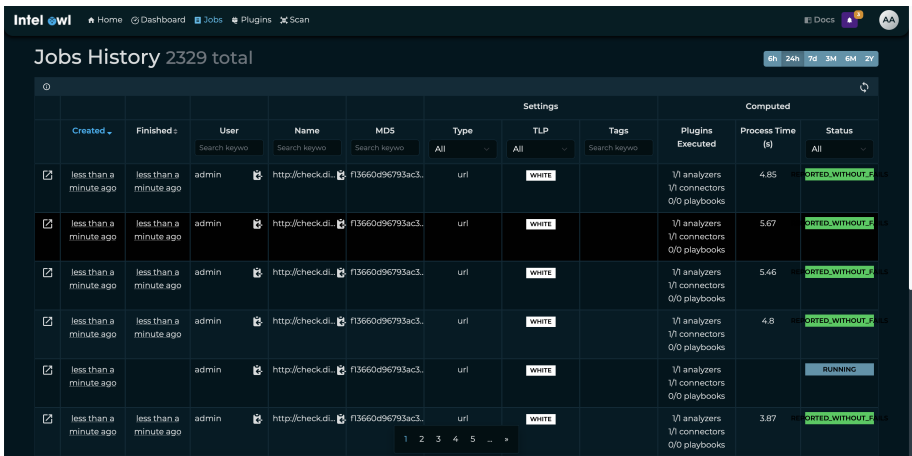 Intel owl Home Dashboard Jobs Plugins Scan Docs 3 AA
Jobs History 2329 total 6h 24h 7d 3M 6M 2Y
Settings Computed
Created Finished User Name MD5 Type TLP Tags Plugins Executed Process Time (s) Status
Search keywo Search keywo Search keywo All All Search keywo All
less than a minute ago less than a minute ago admin http://check.di... f13660d96793ac3.. url WHITE 1/1 analyzers 4.85 REPORTED_WITHOUT_FAILS
1/1 connectors
0/0 playbooks
less than a minute ago less than a minute ago admin http://check.di... f13660d96793ac3.. url WHITE 1/1 analyzers 5.67 ORTED_WITHOUT_F
1/1 connectors
0/0 playbooks
less than a minute ago less than a minute ago admin http://check.di... f13660d96793ac3.. url WHITE 1/1 analyzers 5.46 REPORTED_WITHOUT_FAILS
1/1 connectors
0/0 playbooks
less than a minute ago less than a minute ago admin http://check.di... f13660d96793ac3.. url WHITE 1/1 analyzers 4.8 REPORTED_WITHOUT_FAILS
1/1 connectors
0/0 playbooks
less than a minute ago admin http://check.di... f13660d96793ac3.. url WHITE 1/1 analyzers RUNNING
1/1 connectors
0/0 playbooks
less than a minute ago less than a minute ago admin http://check.di... f13660d96793ac3.. url WHITE 1/1 analyzers 3.87 REPORTED_WITHOUT_FAILS
1/1 connectors
0/0 playbooks
1 2 3 4 5 ... »